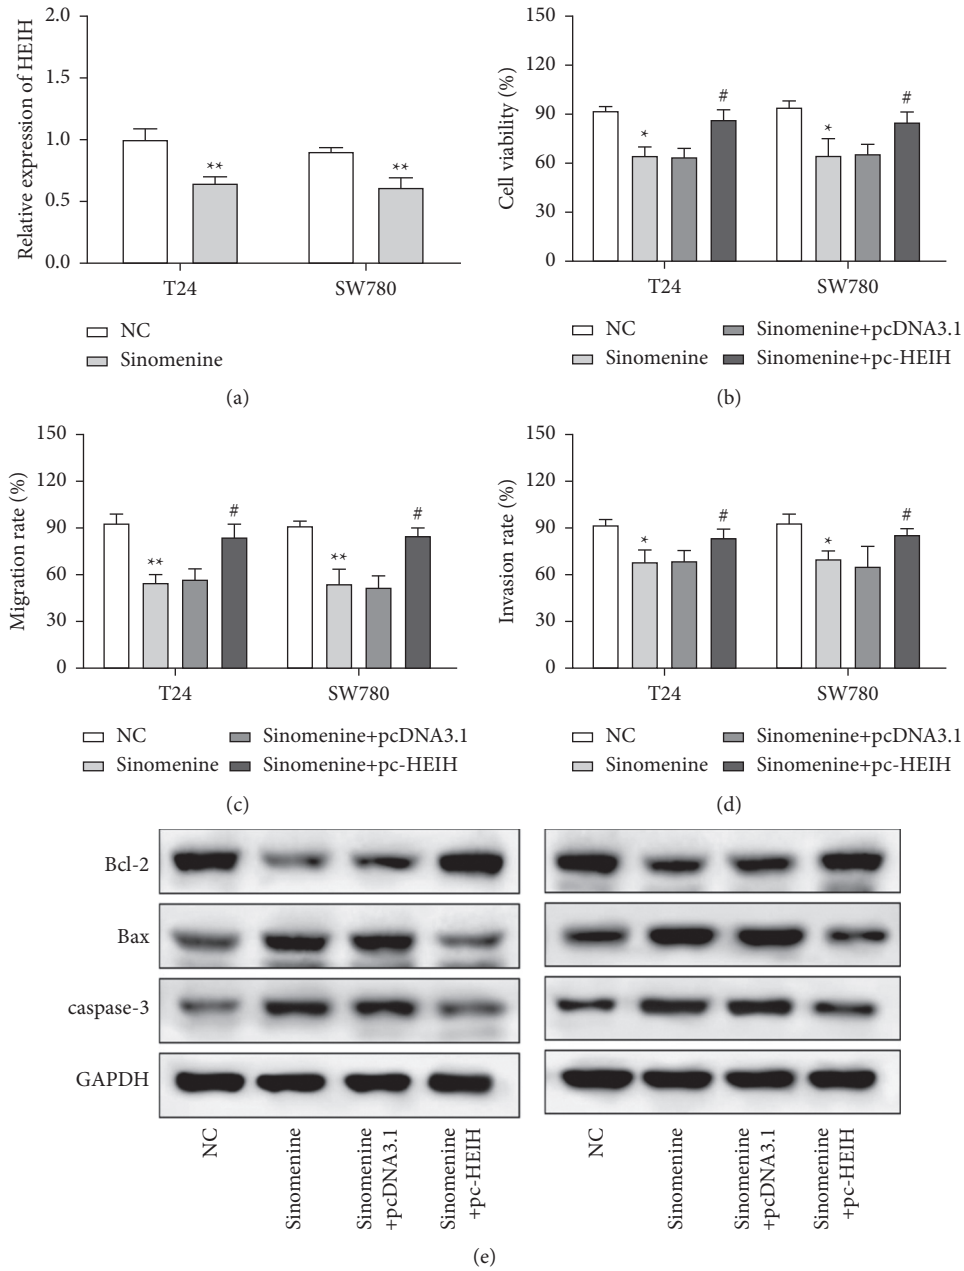 Relative expression of HEIH
2.0
1.5
1.0
0.5
0.0
**
**
T24
SW780
NC
Sinomenine
(a)
Cell viability (%)
150
120
90
60
30
0
*
#
*
#
T24
SW780
NC
Sinomenine
Sinomenine+pcDNA3.1
Sinomenine+pc-HEIH
(b)
Migration rate (%)
150
120
90
60
30
0
**
#
**
#
T24
SW780
NC
Sinomenine
Sinomenine+pcDNA3.1
Sinomenine+pc-HEIH
(c)
Invasion rate (%)
150
120
90
60
30
0
*
#
*
#
T24
SW780
NC
Sinomenine
Sinomenine+pcDNA3.1
Sinomenine+pc-HEIH
(d)
Bcl-2
Bax
caspase-3
GAPDH
NC
Sinomenine
Sinomenine
+pcDNA3.1
Sinomenine
+pc-HEIH
NC
Sinomenine
Sinomenine
+pcDNA3.1
Sinomenine
+pc-HEIH
(e)